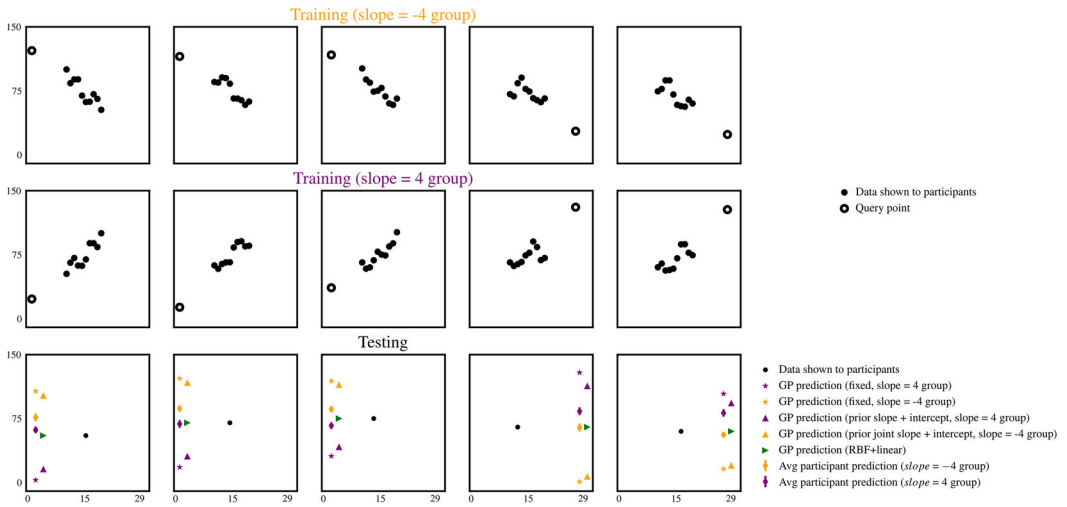 Training (slope = -4 group)
150
75
0
Training (slope = 4 group)
150
75
0
Data shown to participants
Query point
Testing
150
75
0
0 15 29
0 15 29
0 15 29
0 15 29
0 15 29
Data shown to participants
GP prediction (fixed, slope = 4 group)
GP prediction (fixed, slope = -4 group)
GP prediction (prior slope + intercept, slope = 4 group)
GP prediction (prior joint slope + intercept, slope = -4 group)
GP prediction (RBF+linear)
Avg participant prediction (slope = −4 group)
Avg participant prediction (slope = 4 group)